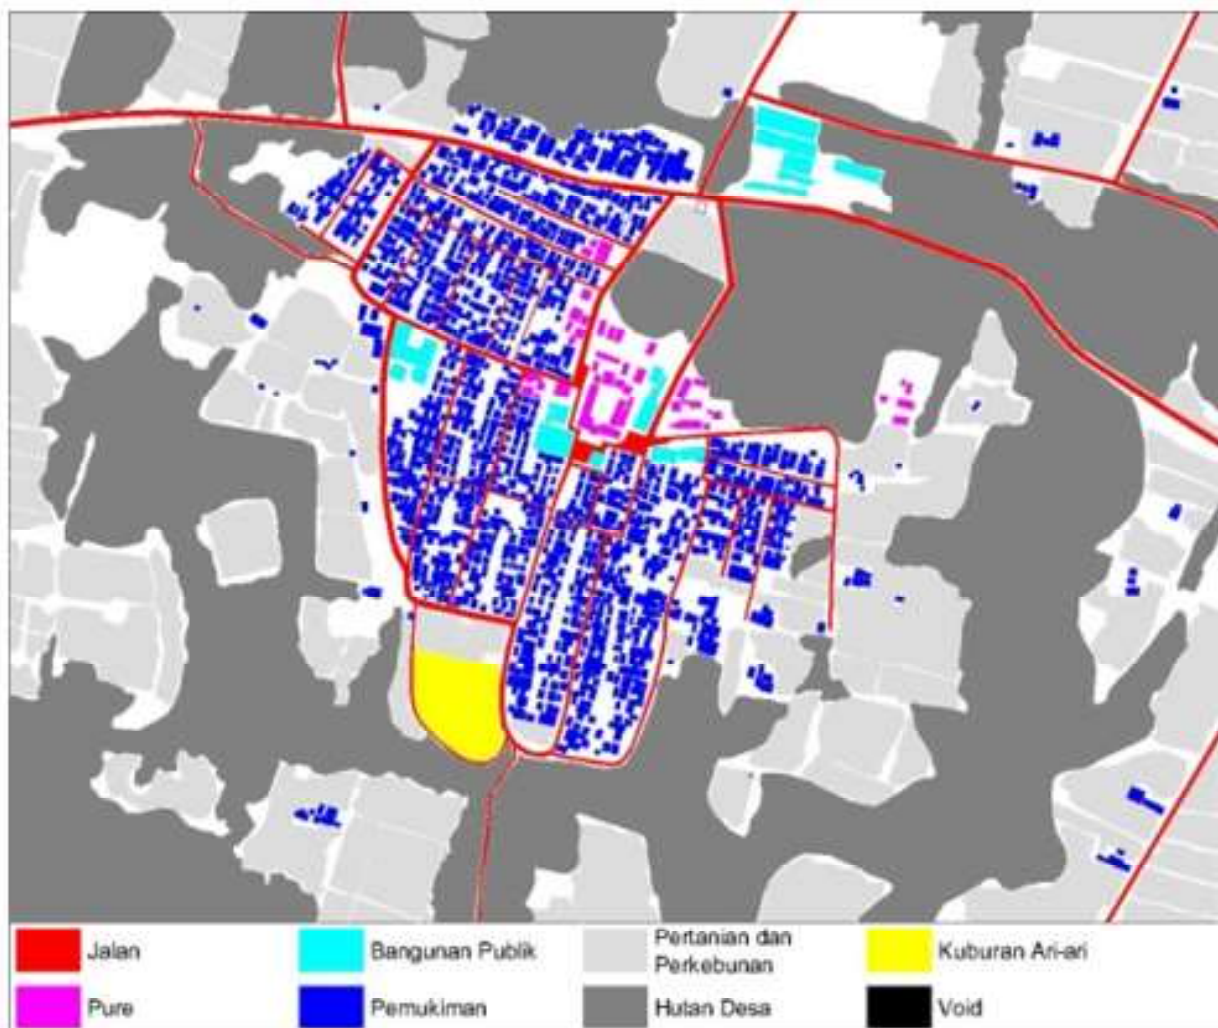 Jalan
Bangunan Publik
Pertanian dan
Perkebunan
Kuburan Ari-ari
Pure
Pemukiman
Hutan Desa
Void